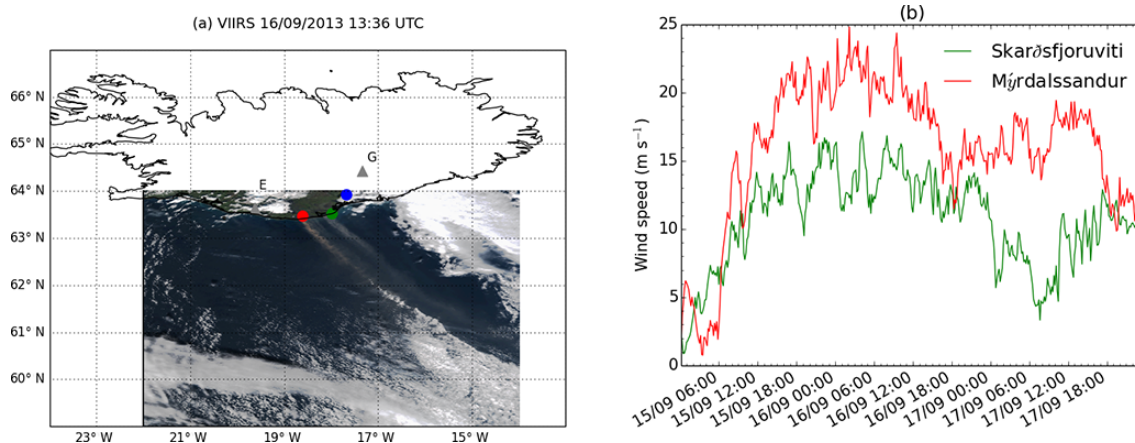 (a) VIIRS 16/09/2013 13:36 UTC
66° N
65° N
64° N
63° N
62° N
61° N
60° N
G
E
23° W
21° W
19° W
17° W
15° W
(b)
Wind speed (m s⁻¹)
25
20
15
10
5
0
Skar∂sfjoruviti
Mýrdalssandur
15/09 06:00
15/09 12:00
15/09 18:00
16/09 00:00
16/09 06:00
16/09 12:00
16/09 18:00
17/09 00:00
17/09 06:00
17/09 12:00
17/09 18:00